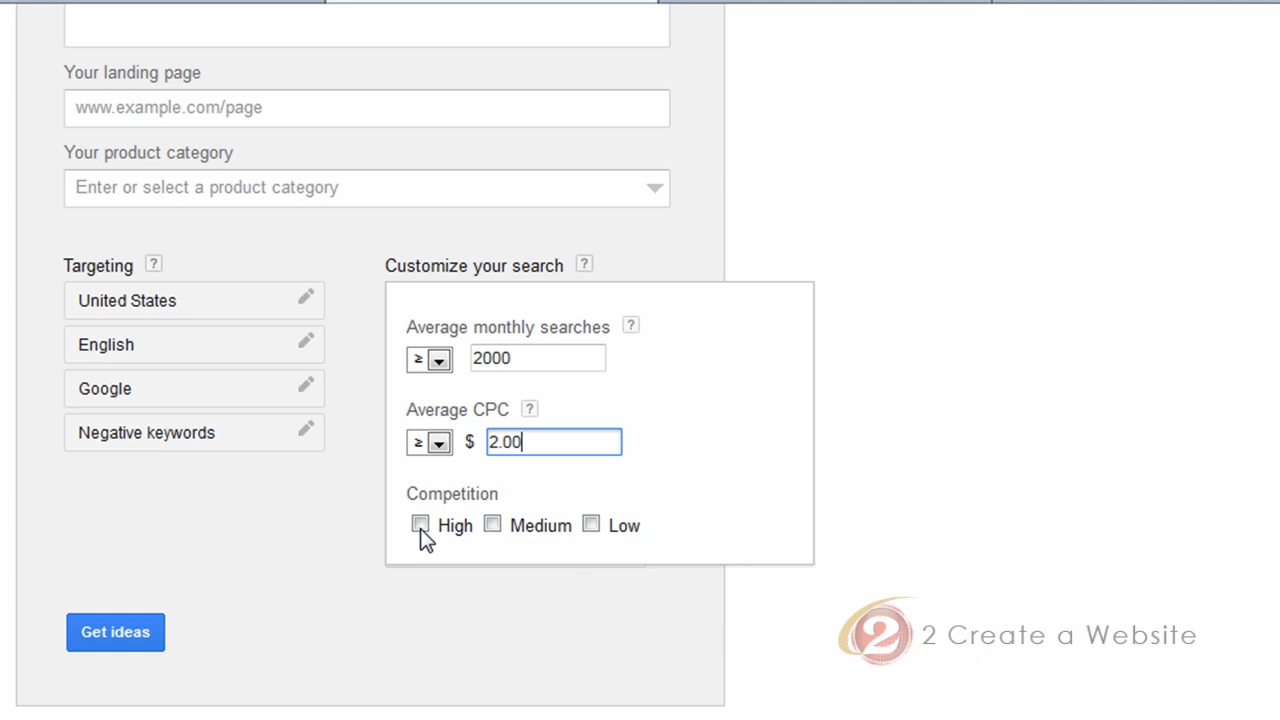 Your landing page
www.example.com/page
Your product category
Enter or select a product category
Targeting ?
United States
English
Google
Negative keywords
Customize your search ?
Average monthly searches ?
≥ 2000
Average CPC ?
≥ $ 2.00
Competition
High Medium Low
Get ideas
2 2 Create a Website